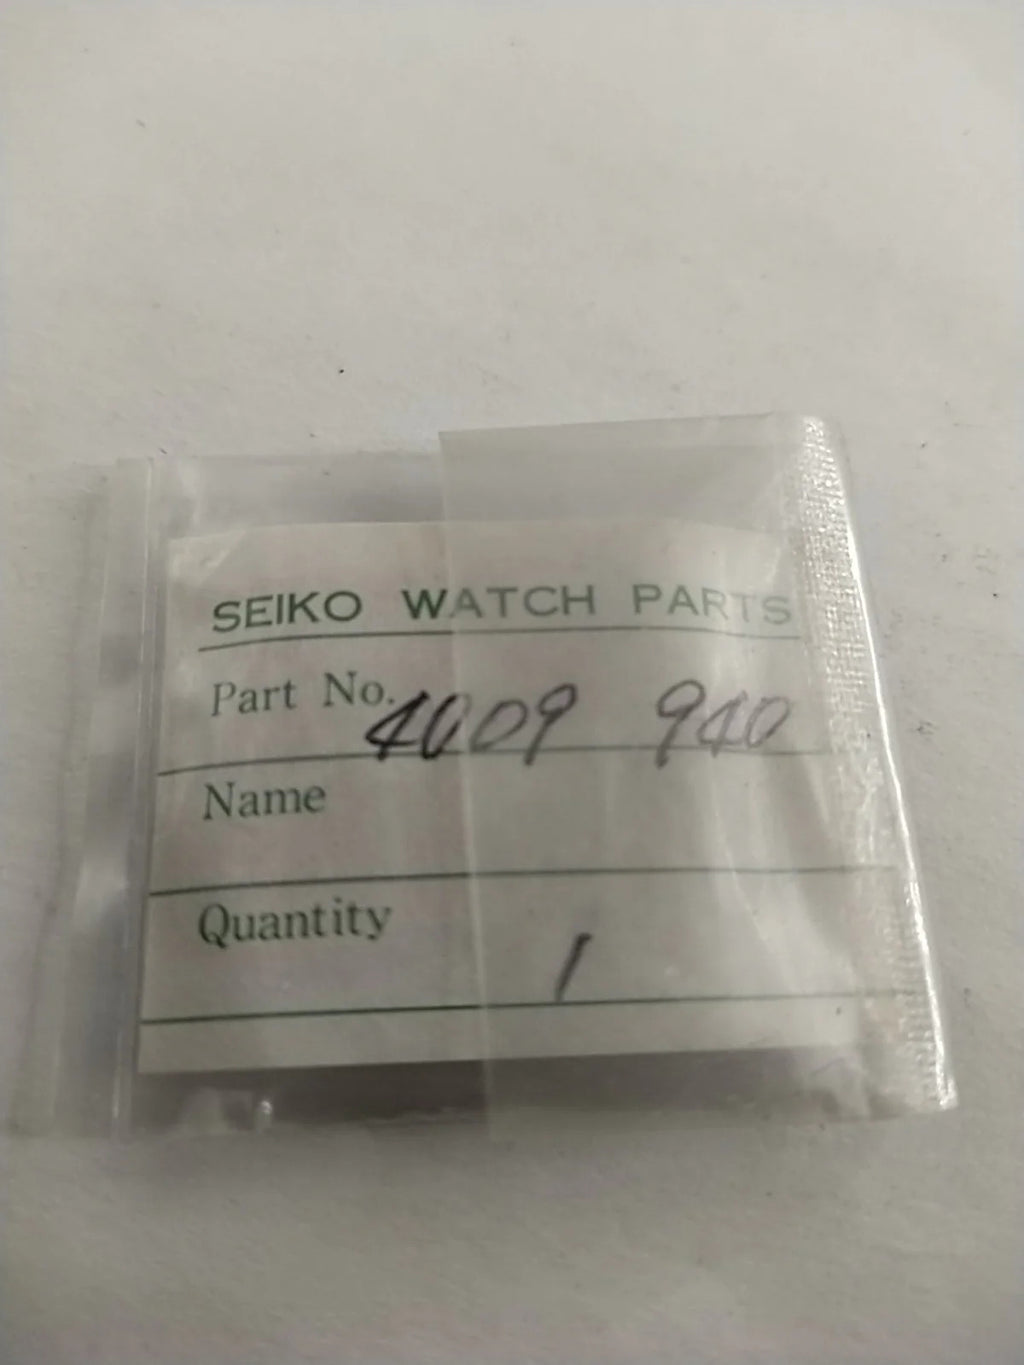 SEIKO WATCH PARTS
Part No. 4009 940
Name
Quantity 1